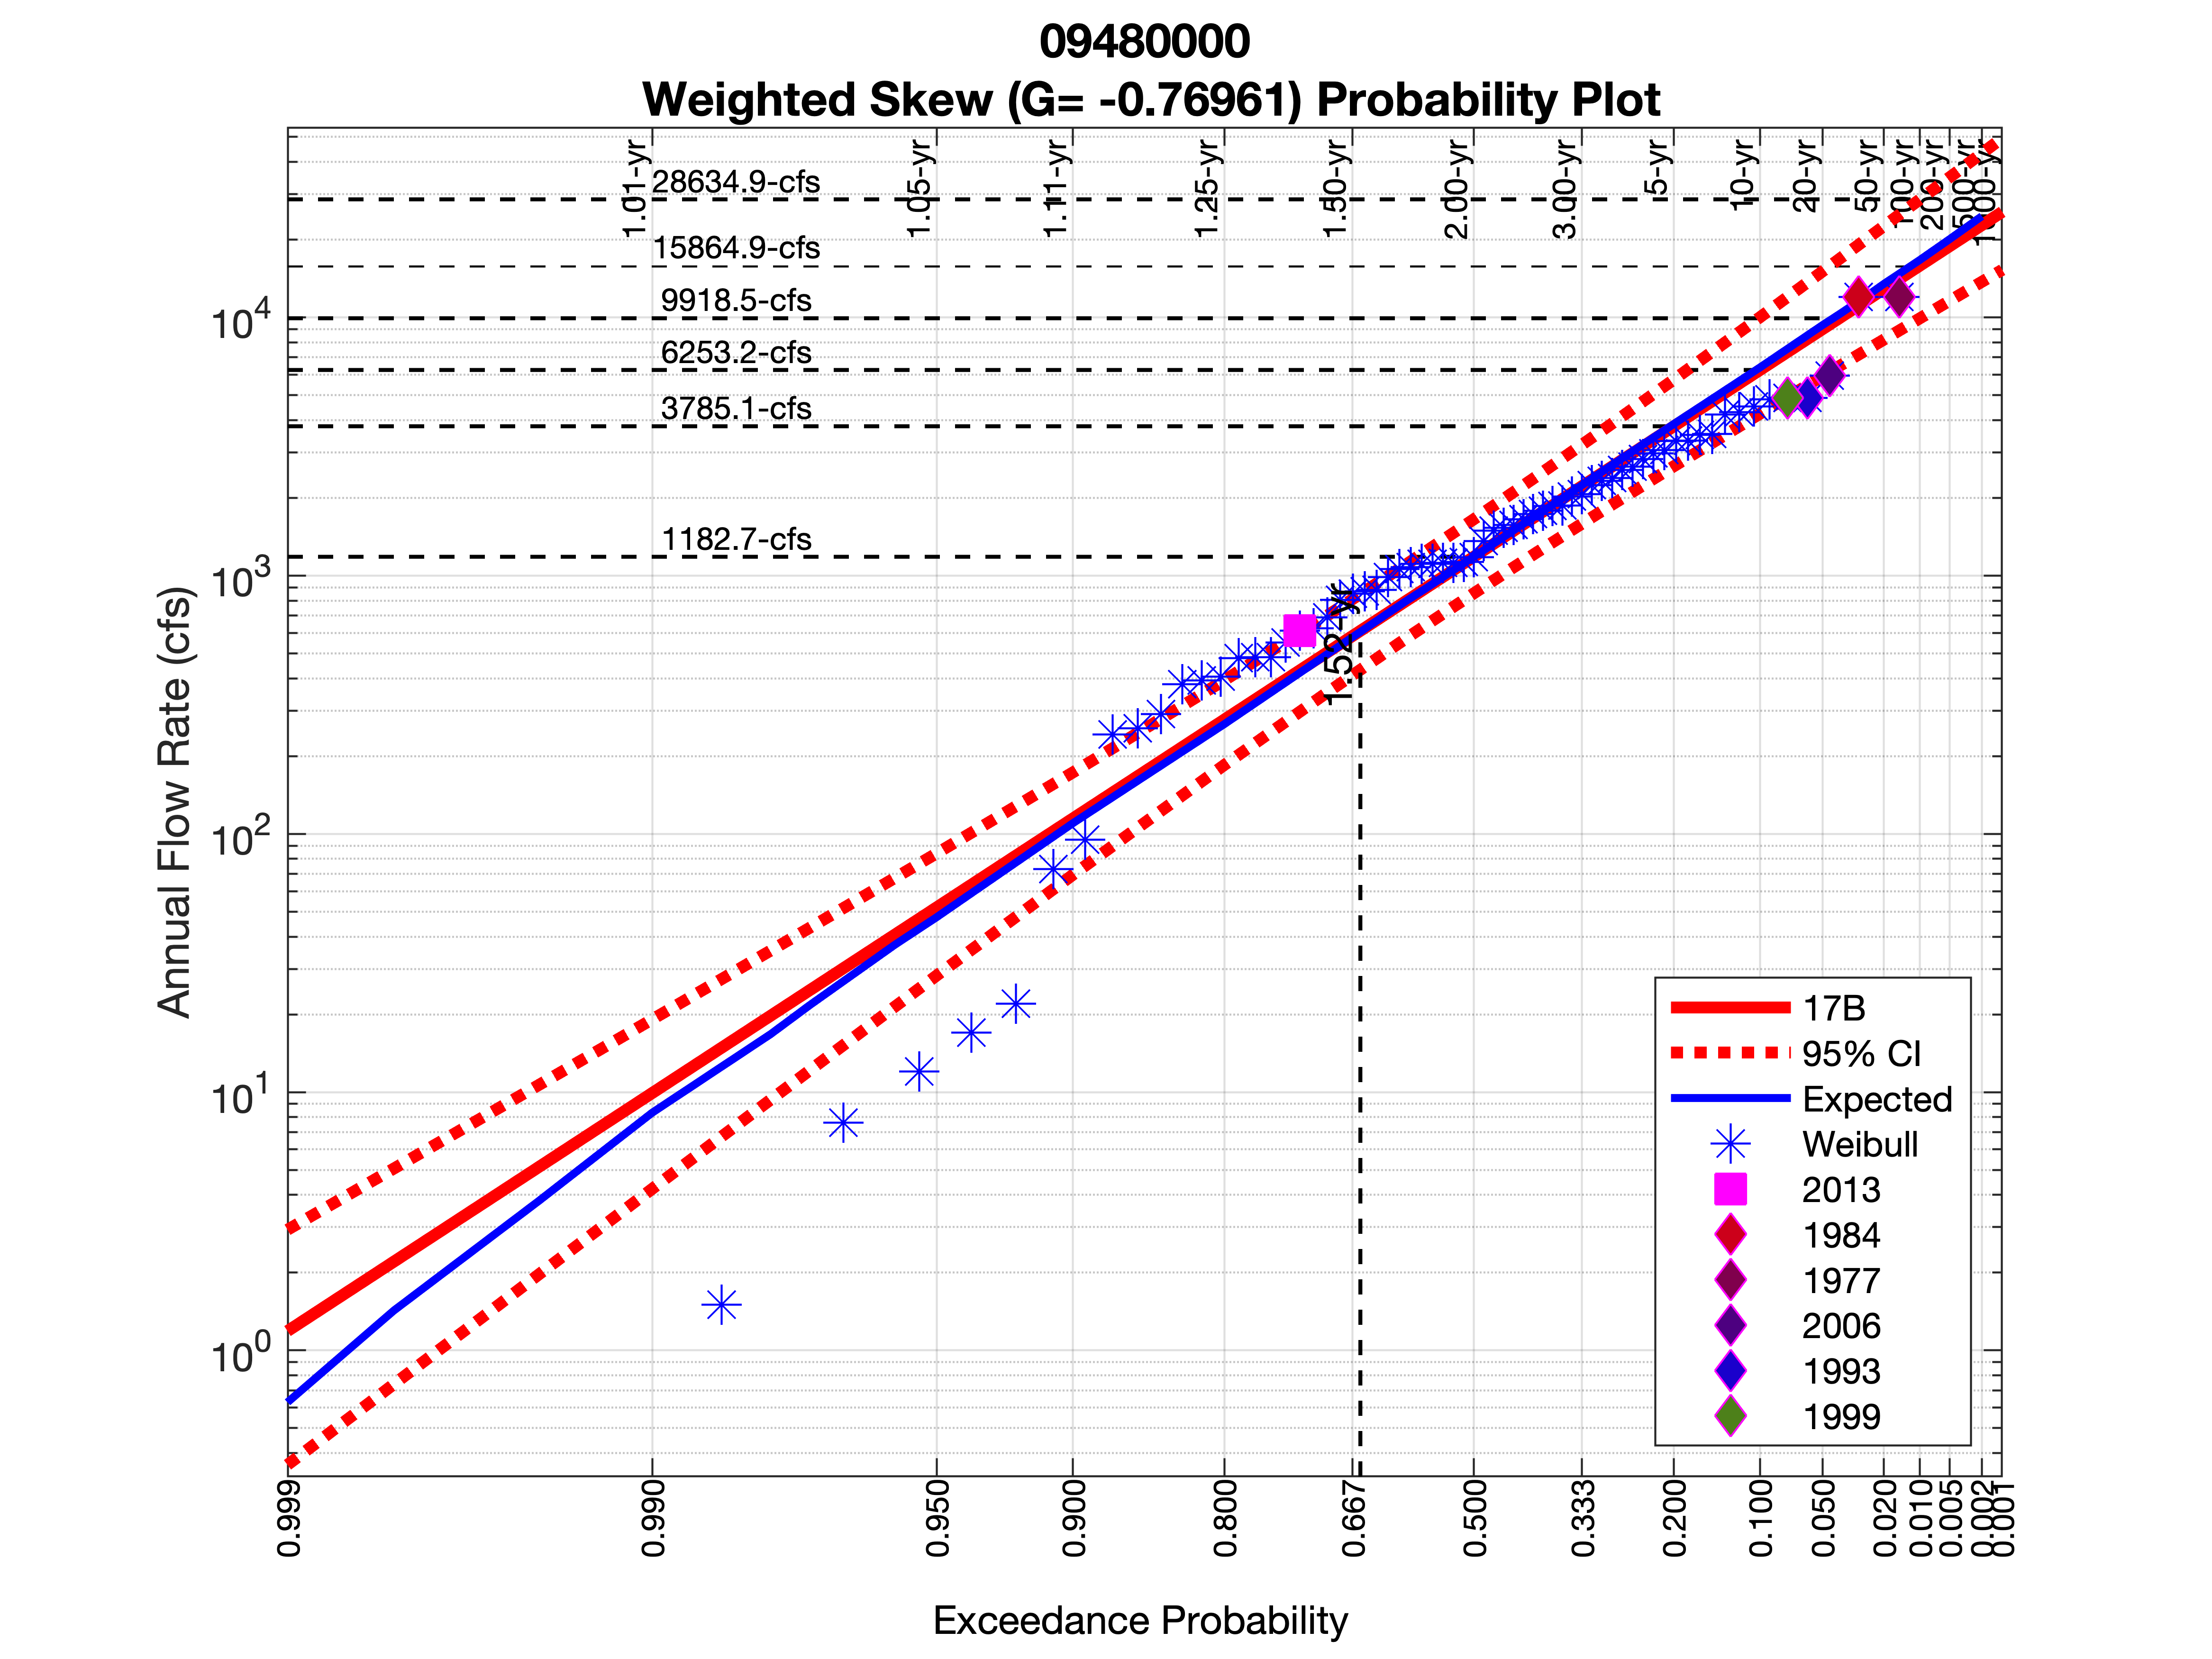 09480000
Weighted Skew (G= -0.76961) Probability Plot
1.01-yr
1.05-yr
1.11-yr
1.25-yr
1.50-yr
2.00-yr
3.00-yr
5-yr
10-yr
20-yr
50-yr
100-yr
200-yr
500-yr
1000-yr
28634.9-cfs
15864.9-cfs
9918.5-cfs
6253.2-cfs
3785.1-cfs
1182.7-cfs
10^4
10^3
10^2
10^1
10^0
Annual Flow Rate (cfs)
17B
95% CI
Expected
Weibull
2013
1984
1977
2006
1993
1999
0.999
0.990
0.950
0.900
0.800
0.667
0.500
0.333
0.200
0.100
0.050
0.020
0.010
0.005
0.002
0.001
Exceedance Probability